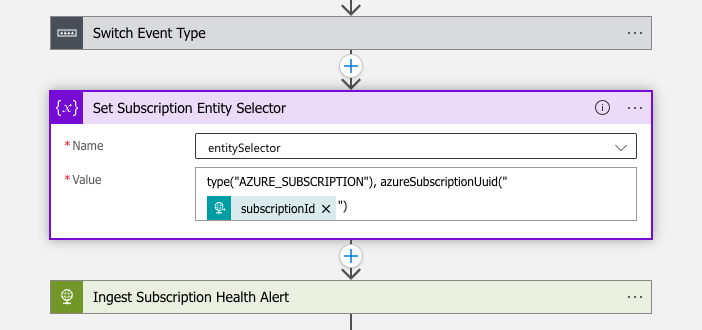 Switch Event Type
{x} Set Subscription Entity Selector
* Name
entitySelector
* Value
type("AZURE_SUBSCRIPTION"), azureSubscriptionUuid("
subscriptionId × ")
Ingest Subscription Health Alert